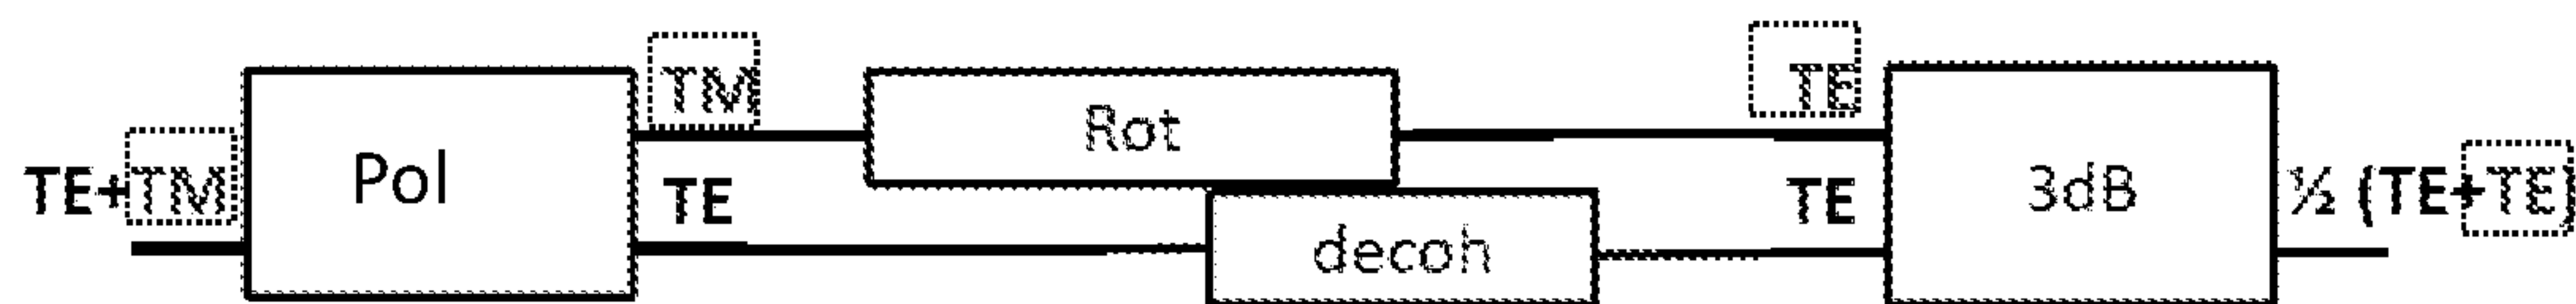 TE+TM
Pol
TM
TE
Rot
decoh
TE
TE
3dB
½ (TE+TE)